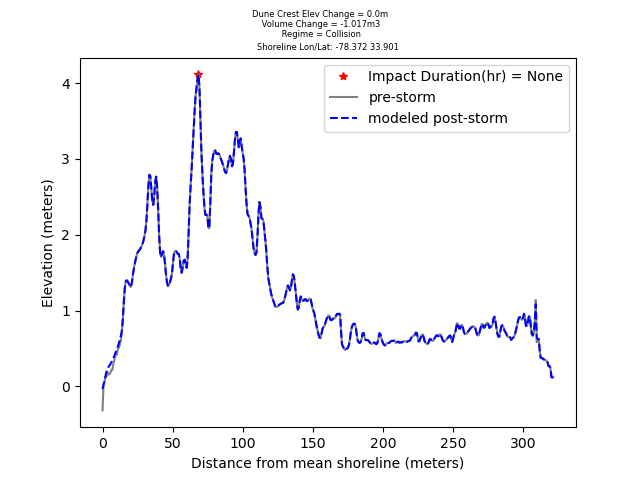 Dune Crest Elev Change = 0.0m
Volume Change = -1.017m3
Regime = Collision
Shoreline Lon/Lat: -78.372 33.901
Impact Duration(hr) = None
pre-storm
modeled post-storm
Elevation (meters)
4
3
2
1
0
0 50 100 150 200 250 300
Distance from mean shoreline (meters)